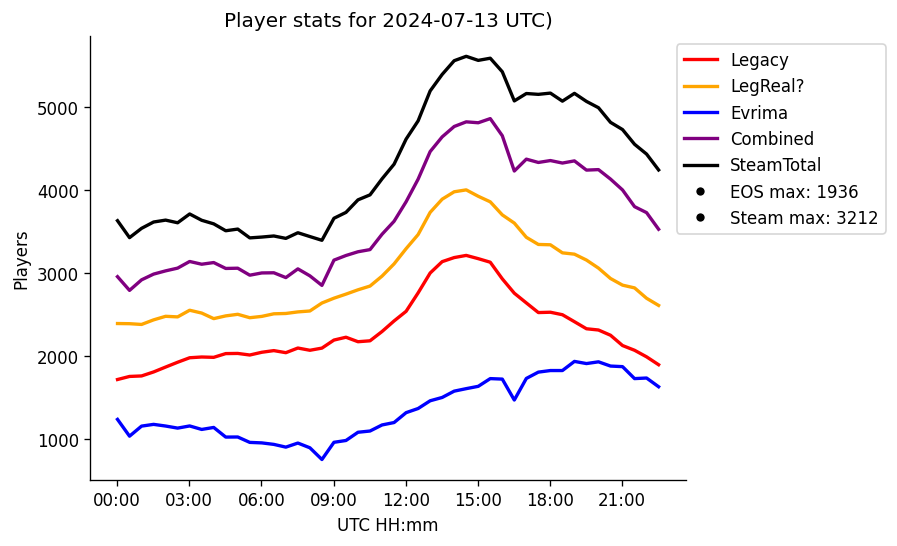 Player stats for 2024-07-13 UTC)
Legacy
LegReal?
Evrima
Combined
SteamTotal
EOS max: 1936
Steam max: 3212
Players
5000
4000
3000
2000
1000
00:00 03:00 06:00 09:00 12:00 15:00 18:00 21:00
UTC HH:mm